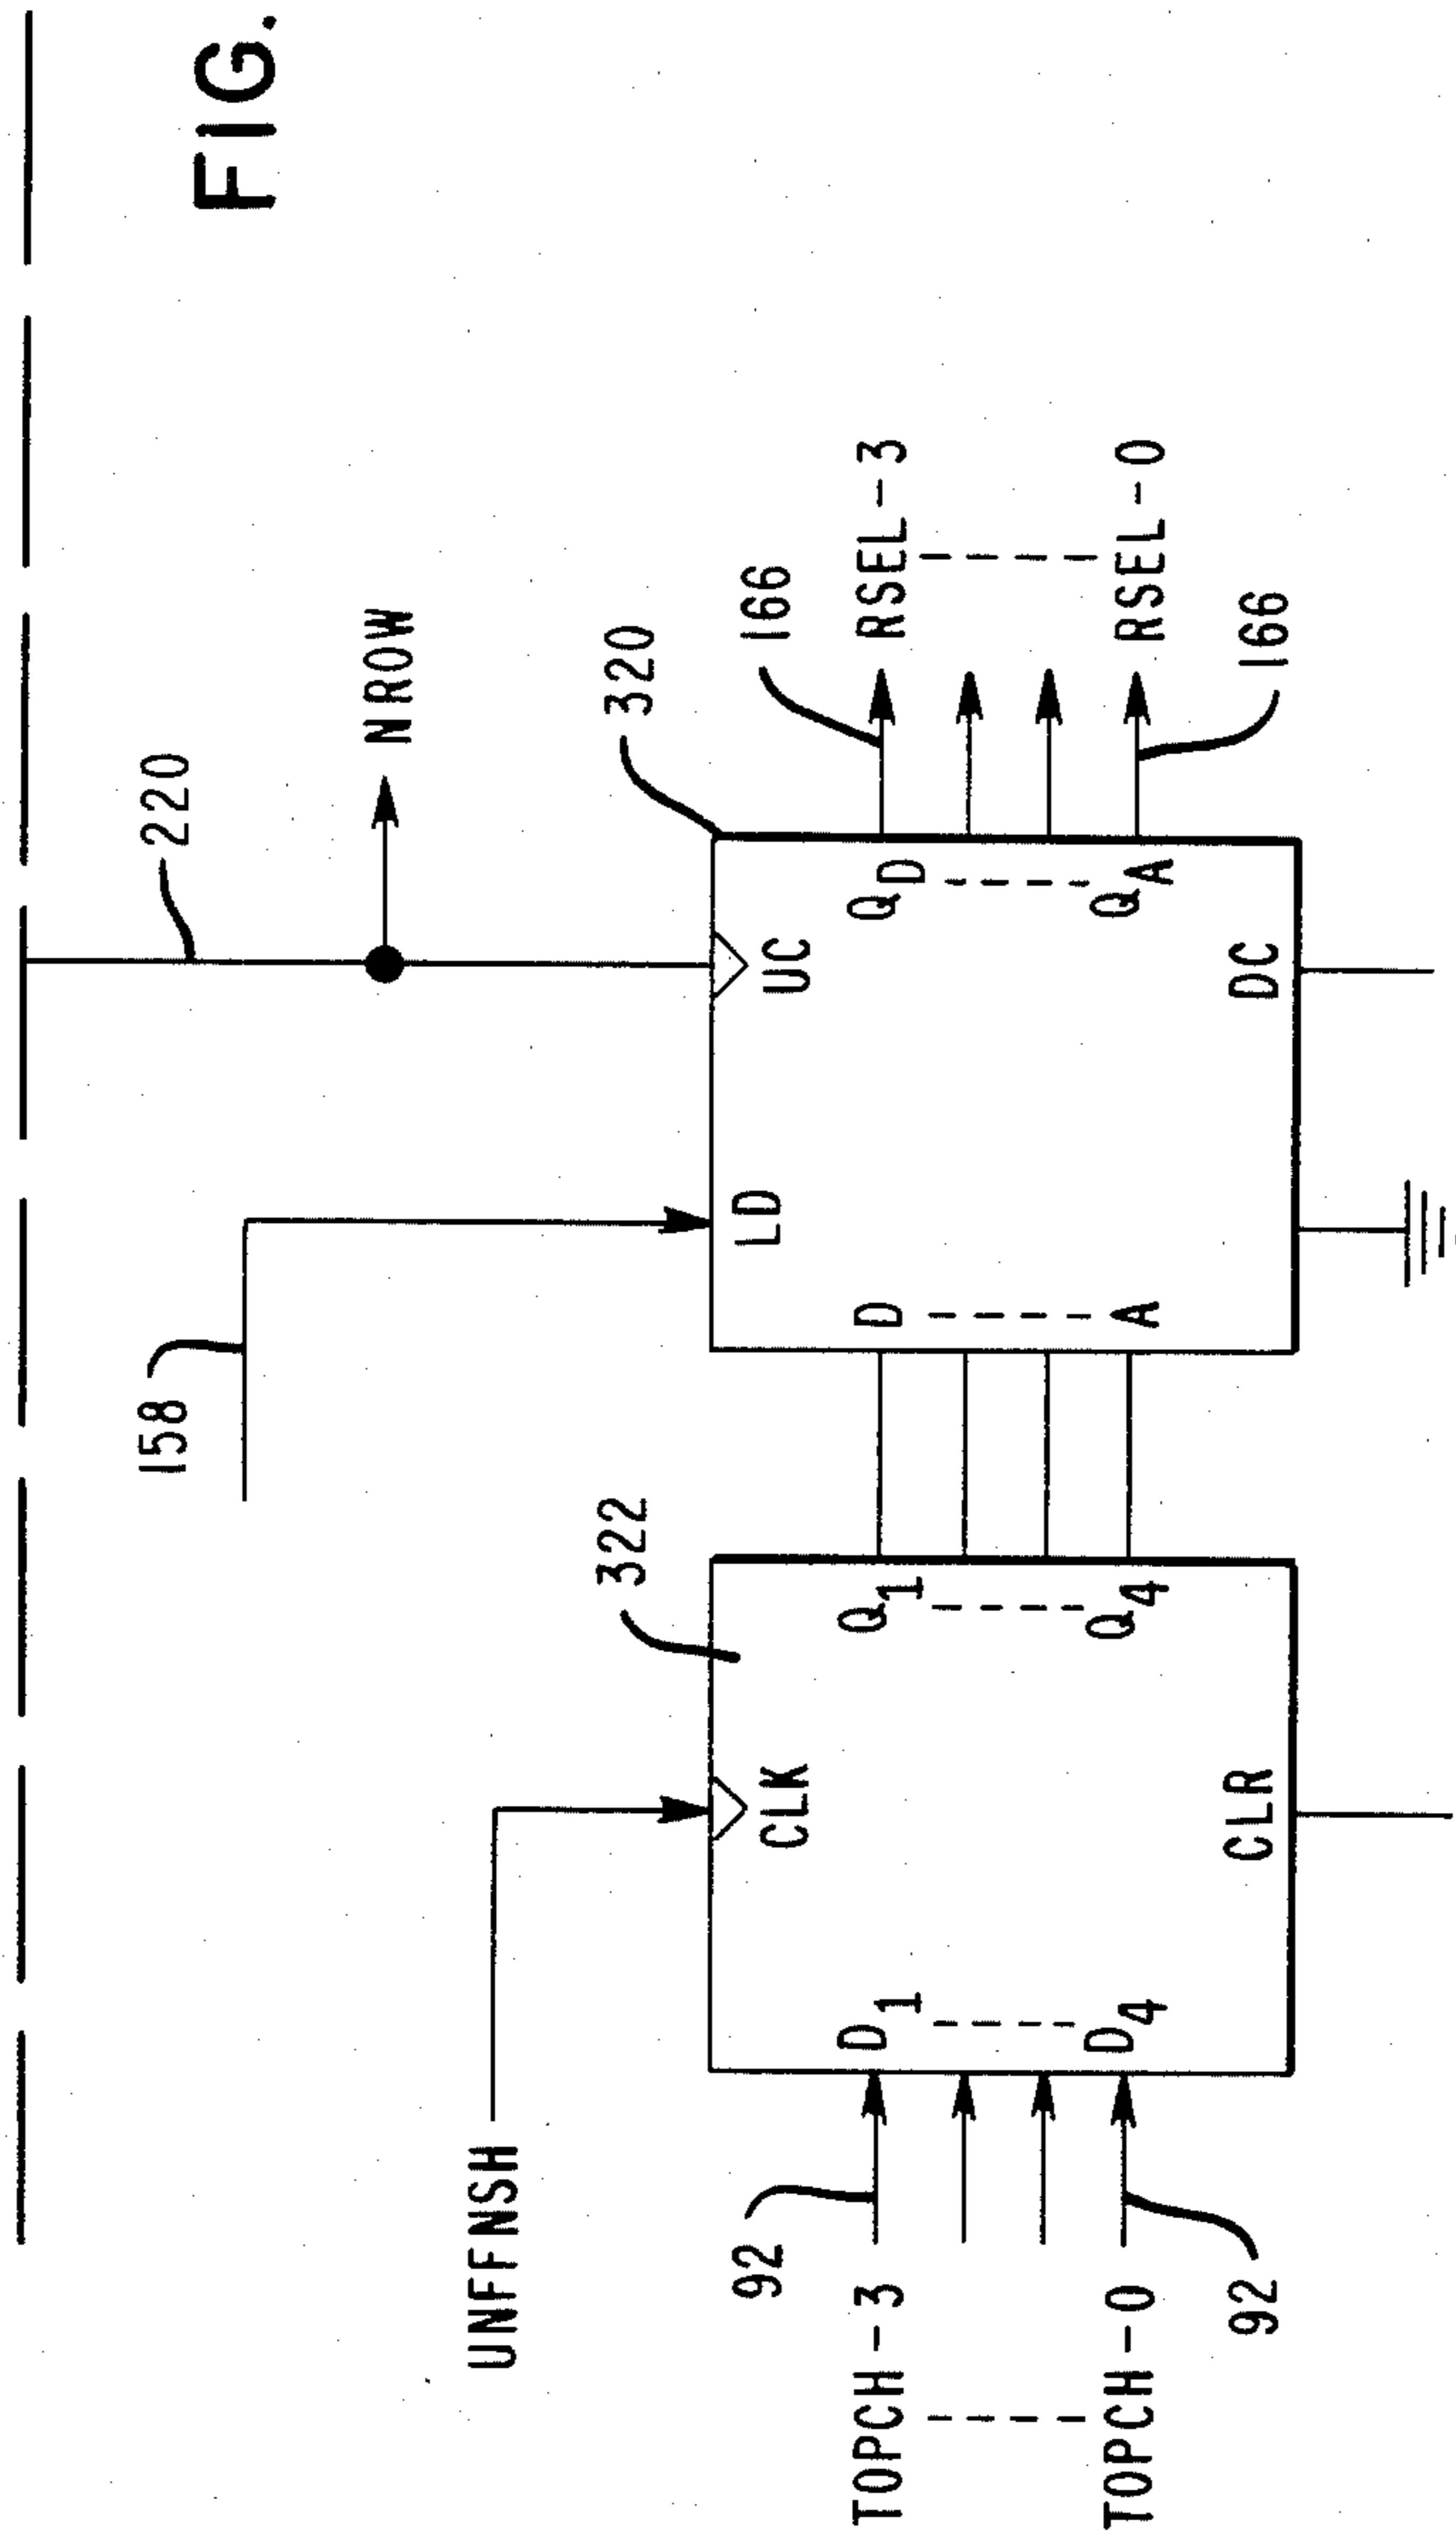 FIG.
220
NROW
158
320
UNFFNSH
322
166
LD
UC
CLK
92
TOPCH-3
D1
Q1
D
QD
RSEL-3
TOPCH-0
D4
Q4
A
QA
RSEL-0
92
CLR
DC
166